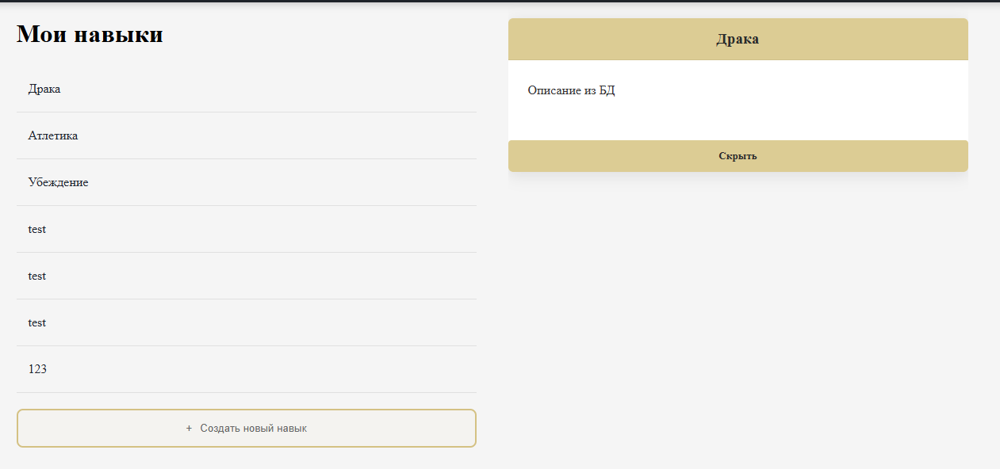 Мои навыки
Драка
Атлетика
Убеждение
test
test
test
123
+ Создать новый навык
Драка
Описание из БД
Скрыть